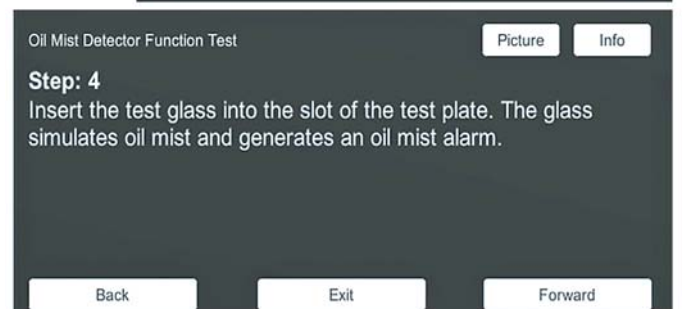 Oil Mist Detector Function Test
Picture
Info
Step: 4
Insert the test glass into the slot of the test plate. The glass
simulates oil mist and generates an oil mist alarm.
Back
Exit
Forward